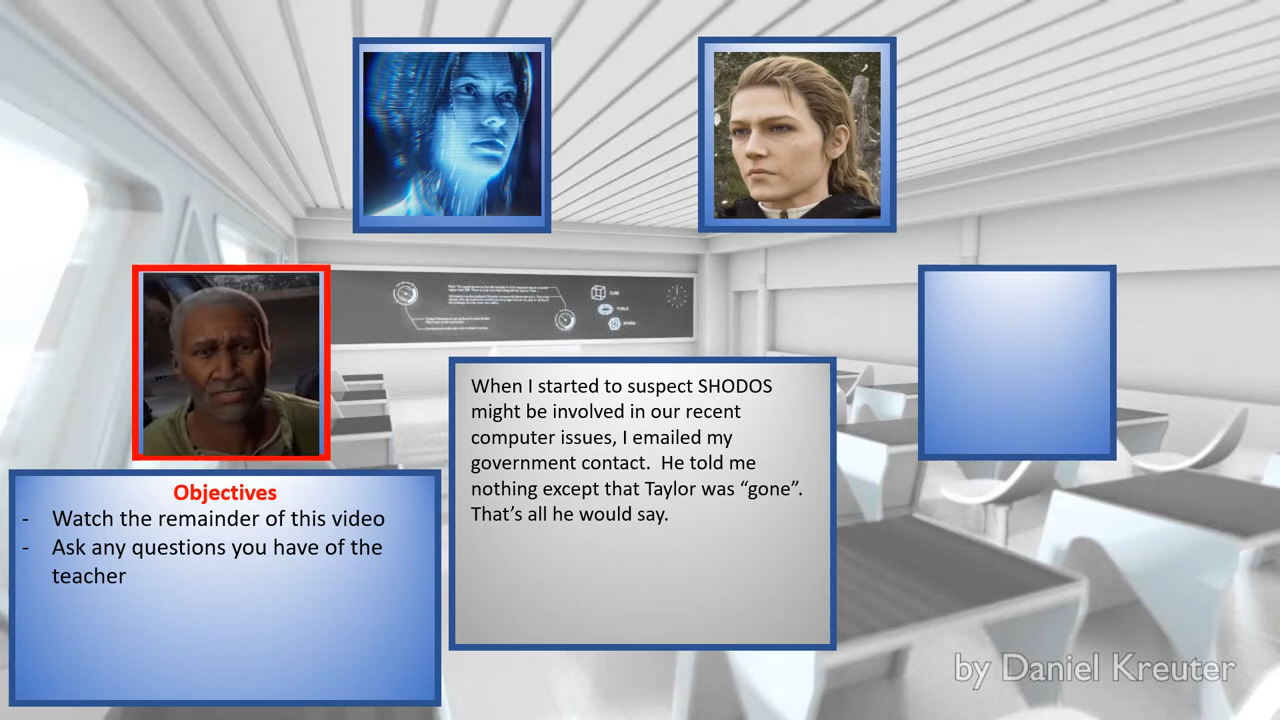 CUBE
TORUS
Objectives
- Watch the remainder of this video
- Ask any questions you have of the
teacher
When I started to suspect SHODOS
might be involved in our recent
computer issues, I emailed my
government contact.  He told me
nothing except that Taylor was “gone”.
That’s all he would say.
by Daniel Kreuter